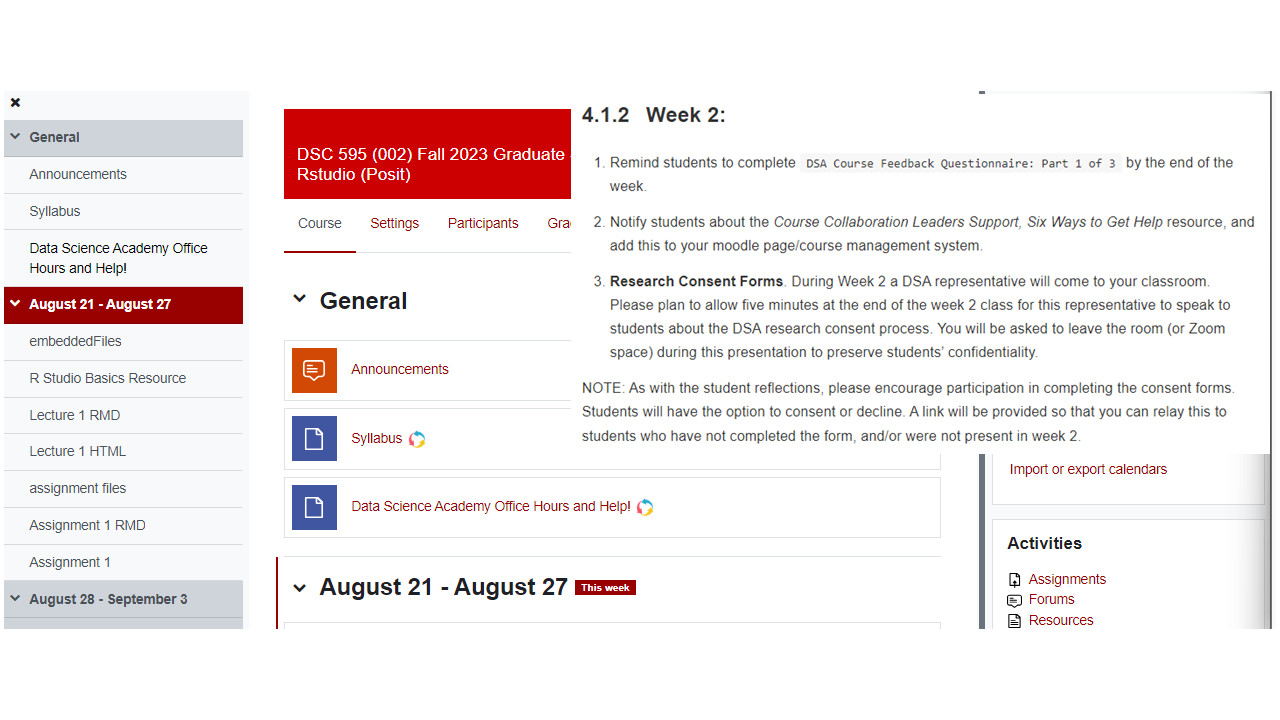 General
Announcements
Syllabus
Data Science Academy Office
Hours and Help!
August 21 - August 27
embeddedFiles
R Studio Basics Resource
Lecture 1 RMD
Lecture 1 HTML
assignment files
Assignment 1 RMD
Assignment 1
August 28 - September 3
DSC 595 (002) Fall 2023 Graduate
Rstudio (Posit)
Course Settings Participants Gra
General
Announcements
Syllabus
Data Science Academy Office Hours and Help!
August 21 - August 27 This week
4.1.2 Week 2:
1. Remind students to complete DSA Course Feedback Questionnaire: Part 1 of 3 by the end of the
week.
2. Notify students about the Course Collaboration Leaders Support, Six Ways to Get Help resource, and
add this to your moodle page/course management system.
3. Research Consent Forms. During Week 2 a DSA representative will come to your classroom.
Please plan to allow five minutes at the end of the week 2 class for this representative to speak to
students about the DSA research consent process. You will be asked to leave the room (or Zoom
space) during this presentation to preserve students’ confidentiality.
NOTE: As with the student reflections, please encourage participation in completing the consent forms.
Students will have the option to consent or decline. A link will be provided so that you can relay this to
students who have not completed the form, and/or were not present in week 2.
Import or export calendars
Activities
Assignments
Forums
Resources